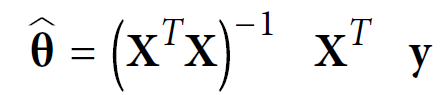 θ̂ = (XᵀX)⁻¹ Xᵀ y